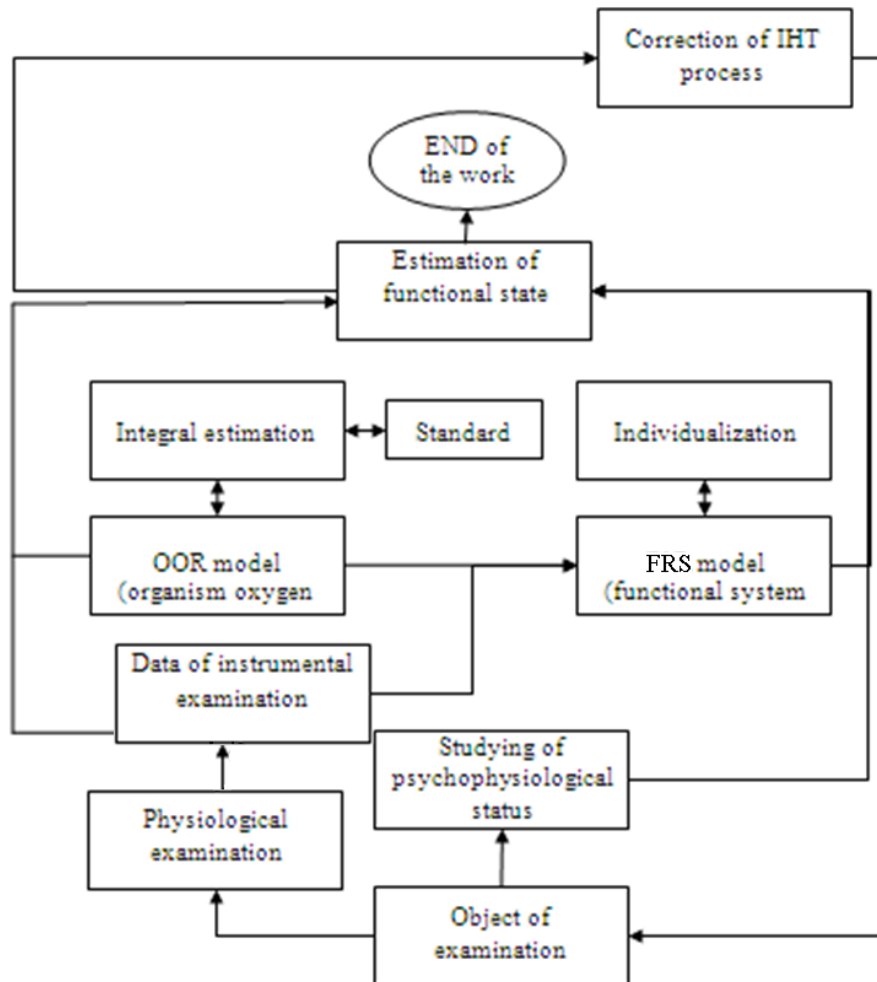 Correction of IHT
process
END of
the work
Estimation of
functional state
Integral estimation
Standard
Individualization
OOR model
(organism oxygen
FRS model
(functional system
Data of instrumental
examination
Studying of
psychophysiological
status
Physiological
examination
Object of
examination